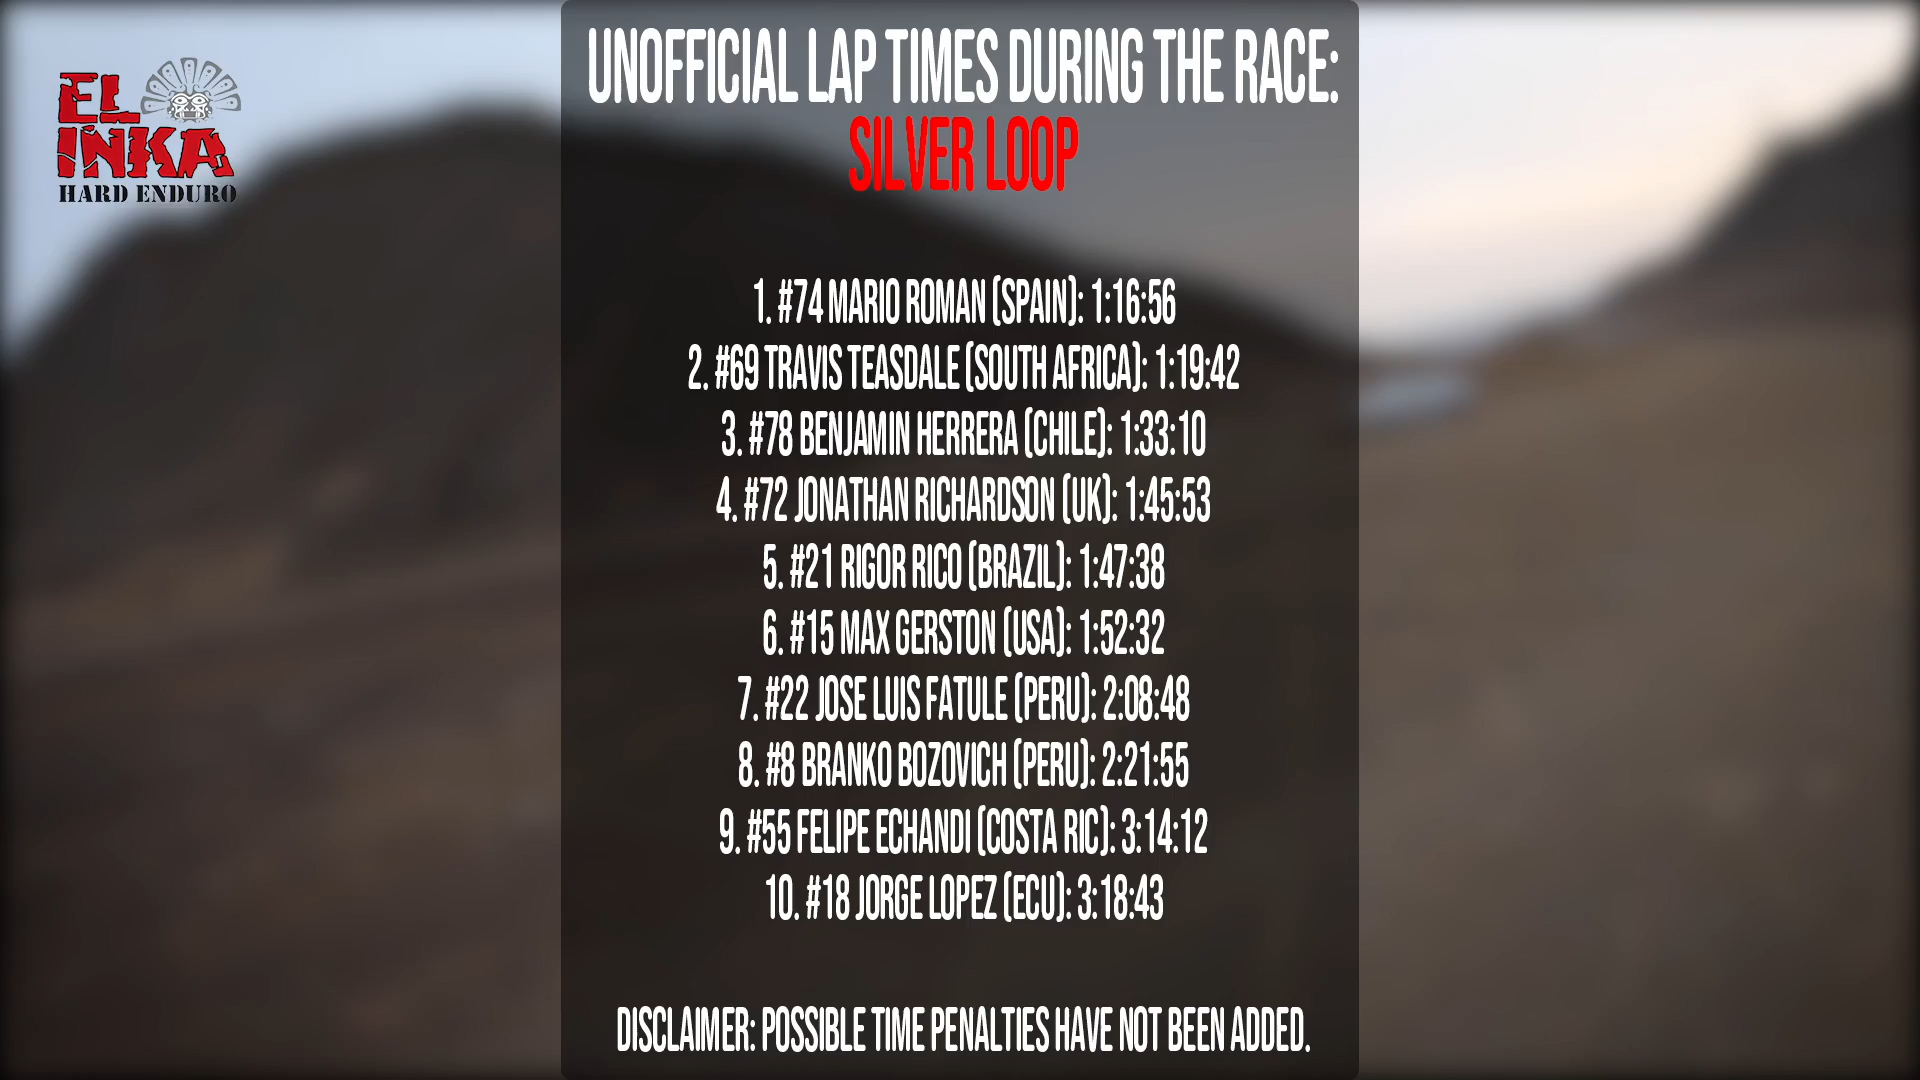 EL
INKA
HARD ENDURO
UNOFFICIAL LAP TIMES DURING THE RACE:
SILVER LOOP
1. #74 MARIO ROMAN (SPAIN): 1:16:56
2. #69 TRAVIS TEASDALE (SOUTH AFRICA): 1:19:42
3. #78 BENJAMIN HERRERA (CHILE): 1:33:10
4. #72 JONATHAN RICHARDSON (UK): 1:45:53
5. #21 RIGOR RICO (BRAZIL): 1:47:38
6. #15 MAX GERSTON (USA): 1:52:32
7. #22 JOSE LUIS FATULE (PERU): 2:08:48
8. #8 BRANKO BOZOVICH (PERU): 2:21:55
9. #55 FELIPE ECHANDI (COSTA RIC): 3:14:12
10. #18 JORGE LOPEZ (ECU): 3:18:43
DISCLAIMER: POSSIBLE TIME PENALTIES HAVE NOT BEEN ADDED.